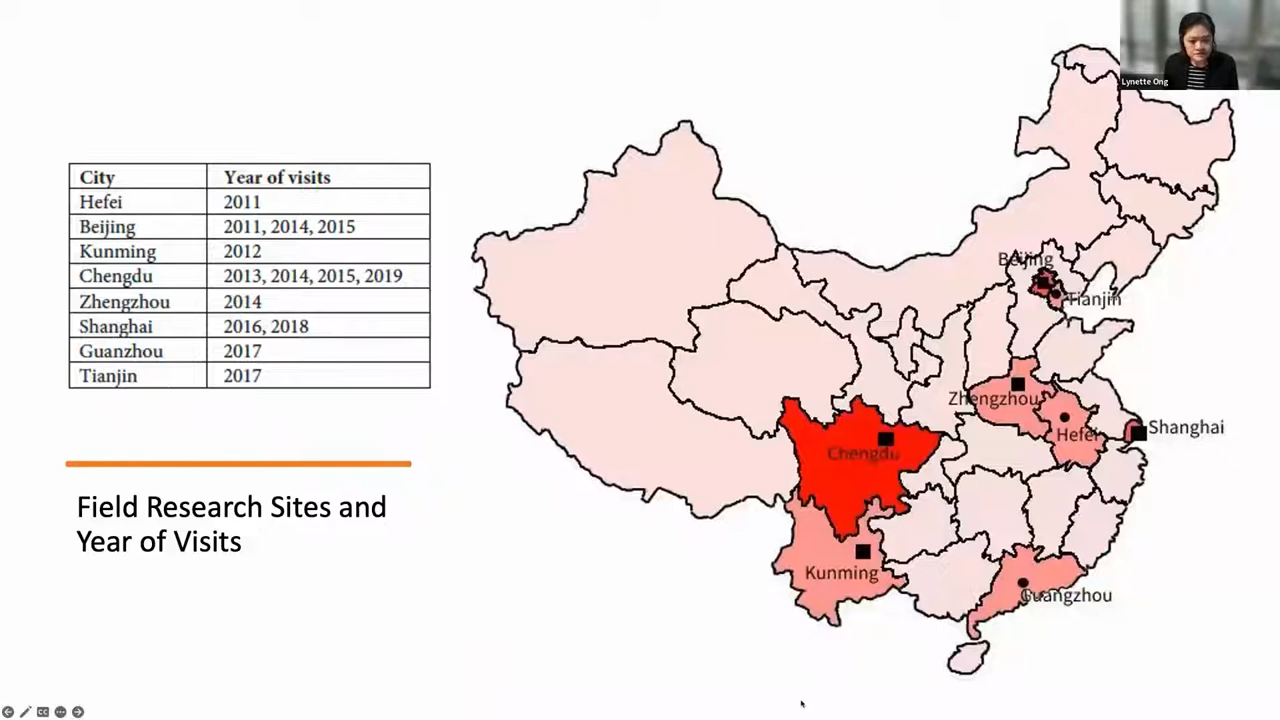 Lynette Ong
City Year of visits
Hefei 2011
Beijing 2011, 2014, 2015
Kunming 2012
Chengdu 2013, 2014, 2015, 2019
Zhengzhou 2014
Shanghai 2016, 2018
Guanzhou 2017
Tianjin 2017
Field Research Sites and
Year of Visits
Beijing
Tianjin
Zhengzhou
Hefei
Shanghai
Chengdu
Kunming
Guangzhou
CC